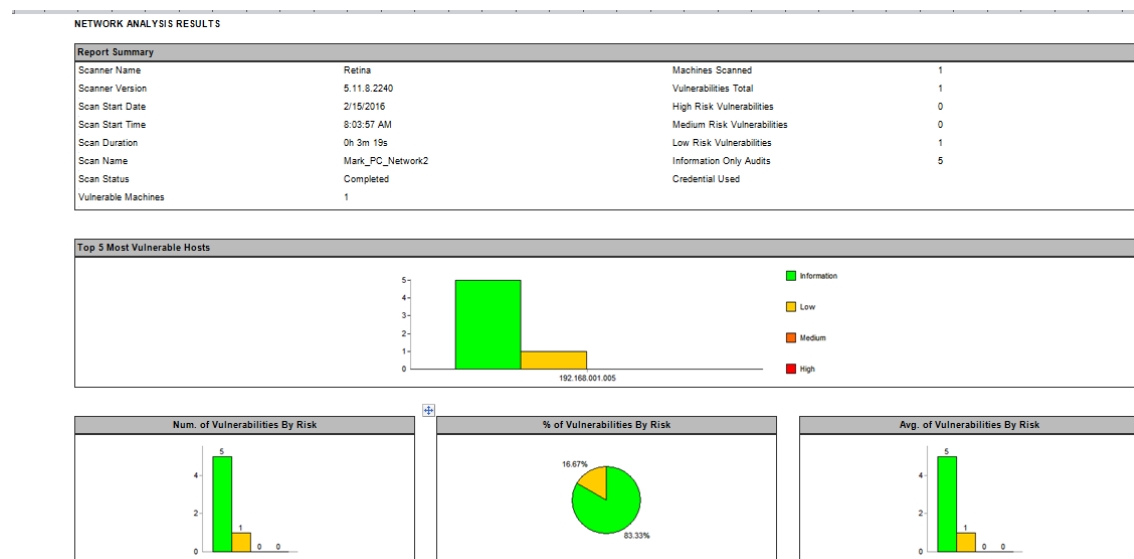 NETWORK ANALYSIS RESULTS
Report Summary
Scanner Name Retina Machines Scanned 1
Scanner Version 5.11.8.2240 Vulnerabilities Total 1
Scan Start Date 2/15/2016 High Risk Vulnerabilities 0
Scan Start Time 8:03:57 AM Medium Risk Vulnerabilities 0
Scan Duration 0h 3m 19s Low Risk Vulnerabilities 1
Scan Name Mark_PC_Network2 Information Only Audits 5
Scan Status Completed Credential Used
Vulnerable Machines 1
Top 5 Most Vulnerable Hosts
5
4
3
2
1
0
192.168.001.005
Information
Low
Medium
High
Num. of Vulnerabilities By Risk
5
4
2
1
0 0
0
% of Vulnerabilities By Risk
16.67%
83.33%
Avg. of Vulnerabilities By Risk
5
4
2
1
0 0
0